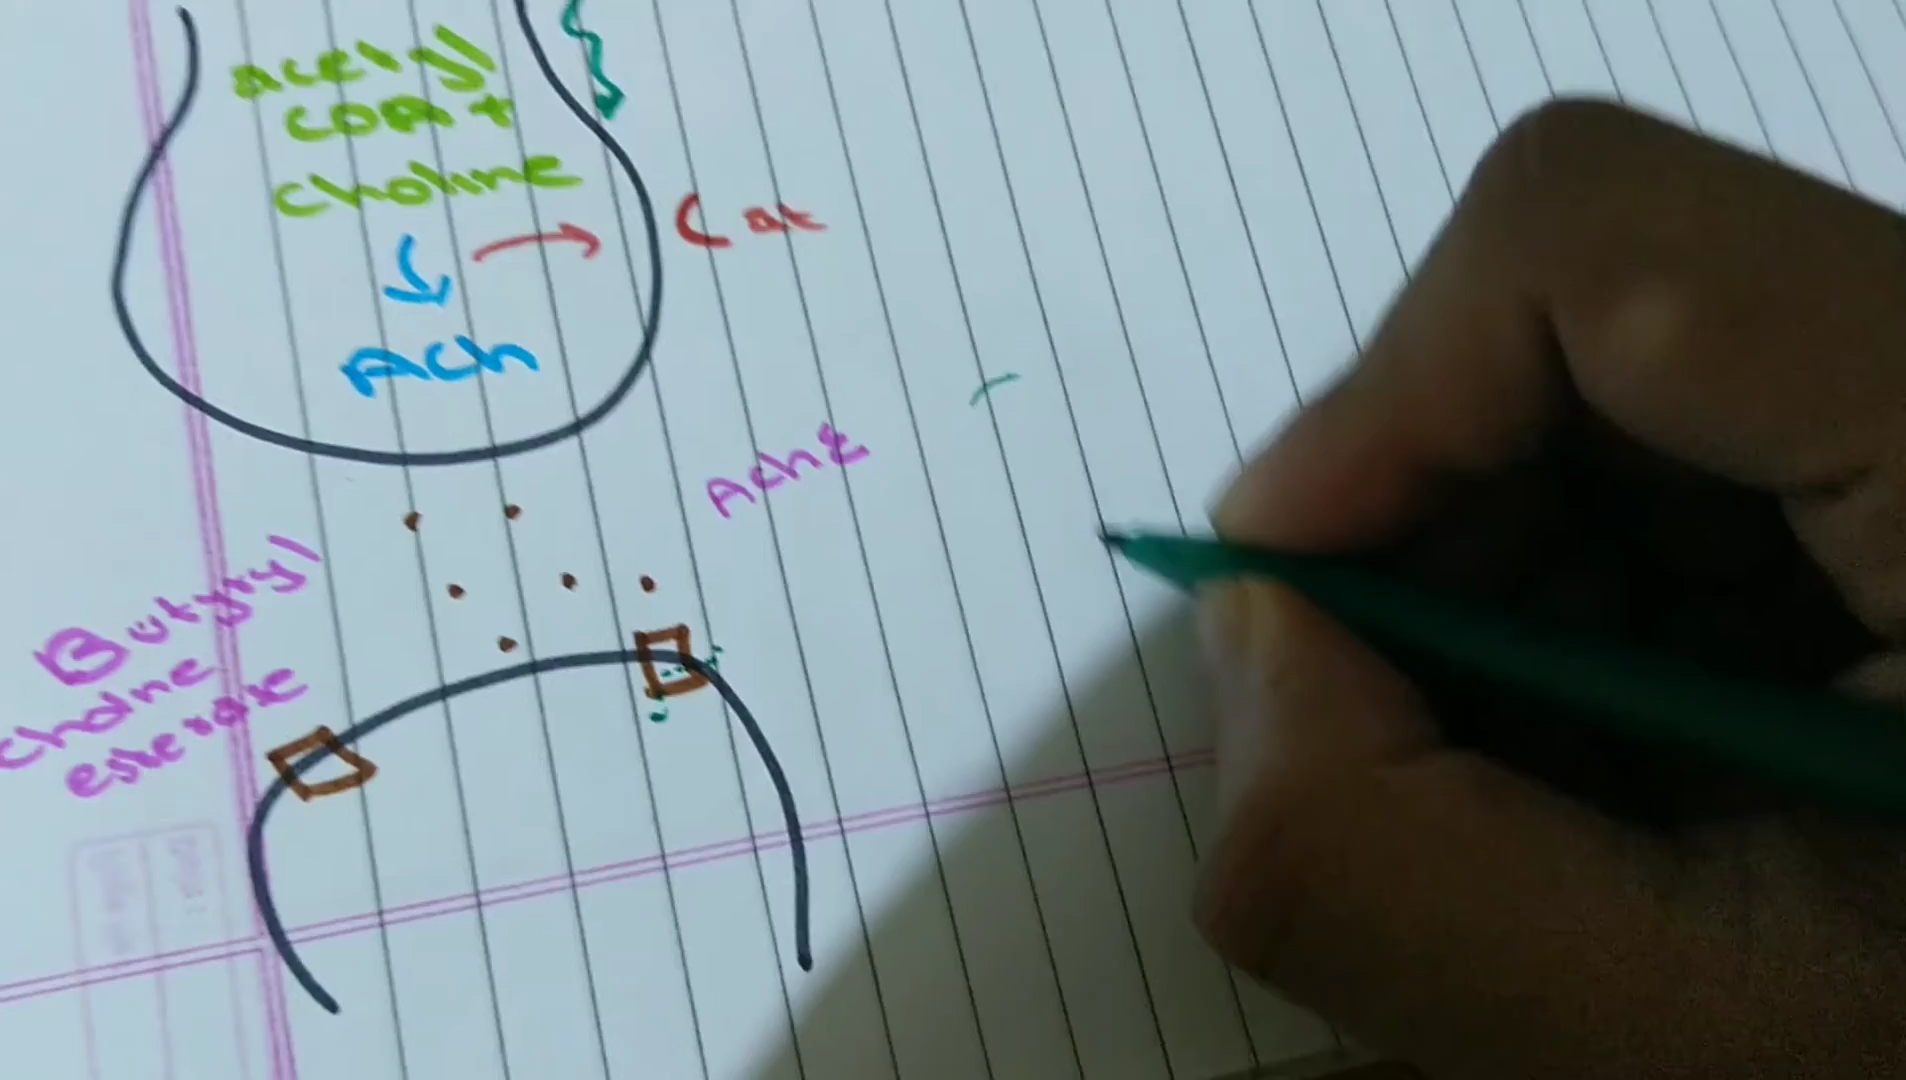 acetyl
COA +
choline
Cat
ACh
AChE
Butyryl
choline
esterase